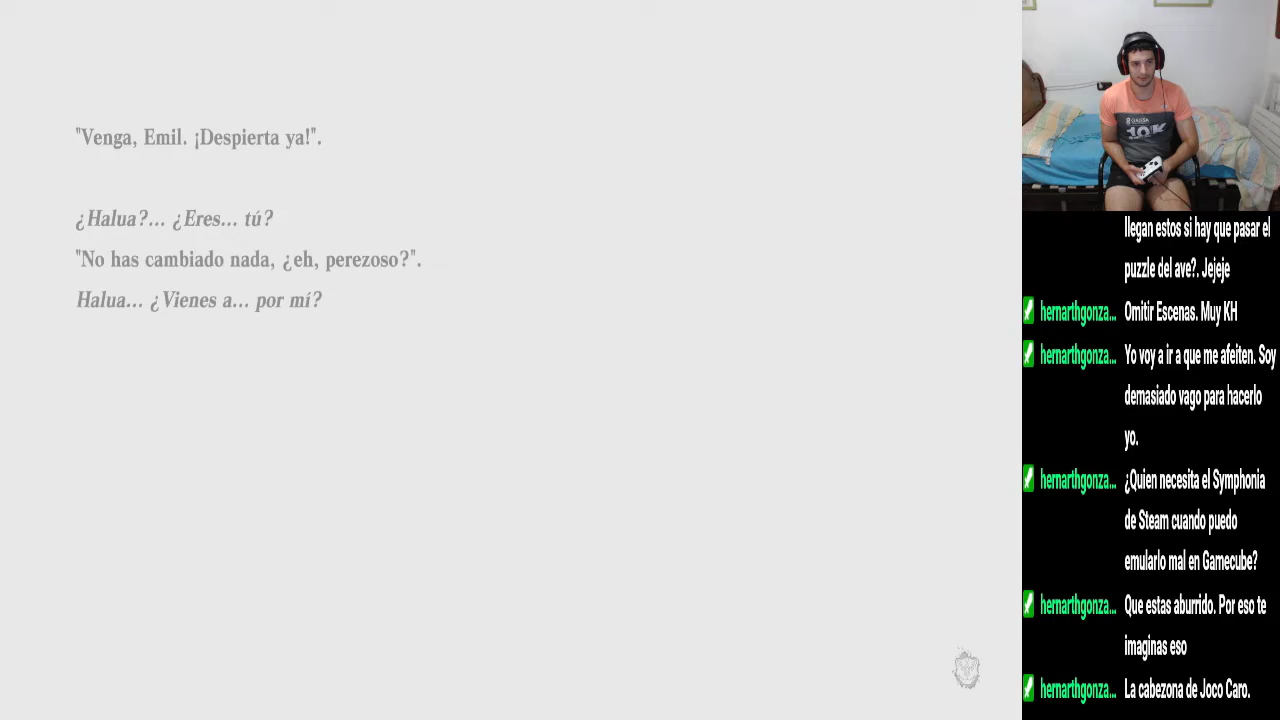 "Venga, Emil. ¡Despierta ya!".
¿Halua?... ¿Eres... tú?
"No has cambiado nada, ¿eh, perezoso?".
Halua... ¿Vienes a... por mí?
10K
llegan estos si hay que pasar el
puzzle del ave?. Jejeje
hernarthgonza... Omitir Escenas. Muy KH
hernarthgonza... Yo voy a ir a que me afeiten. Soy
demasiado vago para hacerlo
yo.
hernarthgonza... ¿Quien necesita el Symphonia
de Steam cuando puedo
emularlo mal en Gamecube?
hernarthgonza... Que estas aburrido. Por eso te
imaginas eso
hernarthgonza... La cabezona de Joco Caro.